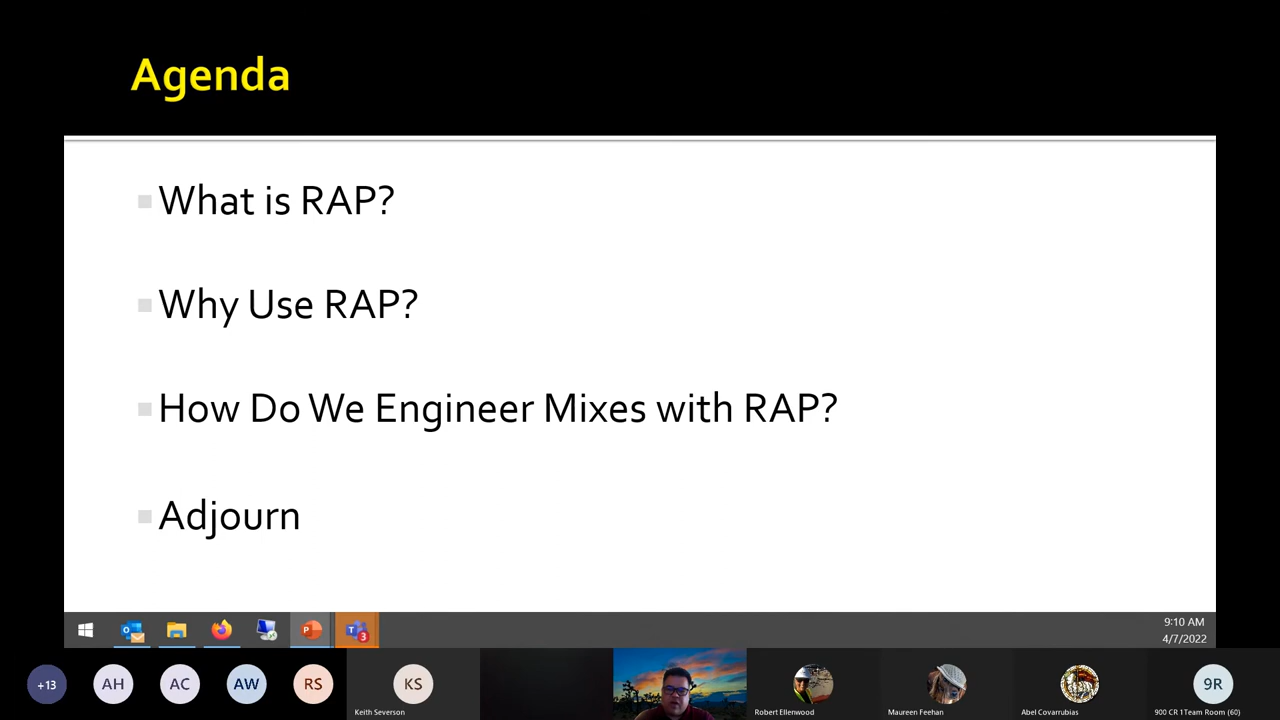 Agenda
What is RAP?
Why Use RAP?
How Do We Engineer Mixes with RAP?
Adjourn
9:10 AM
4/7/2022
+13
AH
AC
AW
RS
KS
9R
Keith Severson
Robert Ellenwood
Maureen Feehan
Abel Covarrubias
900 CR 1Team Room (60)